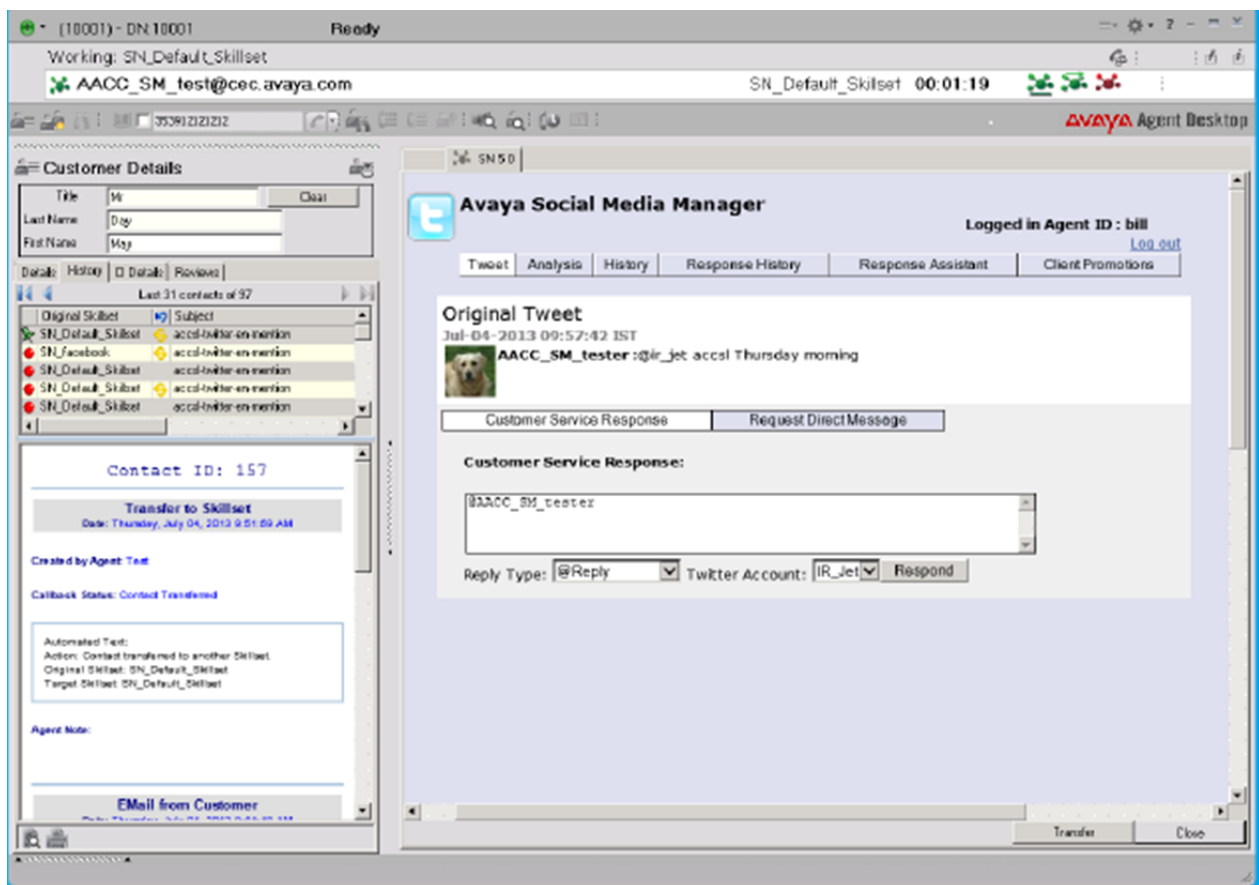 (10001) - DN:10001 Ready ?
Working: SN_Default_Skillset
AACC_SM_test@cec.avaya.com SN_Default_Skillset 00:01:19
35391212121212 AVAYA Agent Desktop
Customer Details
Title Mr Clear
Last Name Day
First Name May
Details History Details Reviews
Last 31 contacts of 97
Original Skillset Subject
SN_Default_Skillset accsl-twitter-en-mention
SN_facebook accsl-twitter-en-mention
SN_Default_Skillset accsl-twitter-en-mention
SN_Default_Skillset accsl-twitter-en-mention
SN_Default_Skillset accsl-twitter-en-mention
Contact ID: 157
Transfer to Skillset
Date: Thursday, July 04, 2013 9:51:59 AM
Created by Agent: Test
Callback Status: Contact Transferred
Automated Text:
Action: Contact transferred to another Skillset.
Original Skillset: SN_Default_Skillset
Target Skillset: SN_Default_Skillset
Agent Note:
EMail from Customer
SN 50
Avaya Social Media Manager
Logged in Agent ID : bill
Log out
Tweet Analysis History Response History Response Assistant Client Promotions
Original Tweet
Jul-04-2013 09:57:42 IST
AACC_SM_tester :@ir_jet accsl Thursday morning
Customer Service Response Request Direct Message
Customer Service Response:
@AACC_SM_tester
Reply Type: @Reply Twitter Account: IR_Jet Respond
Transfer Close